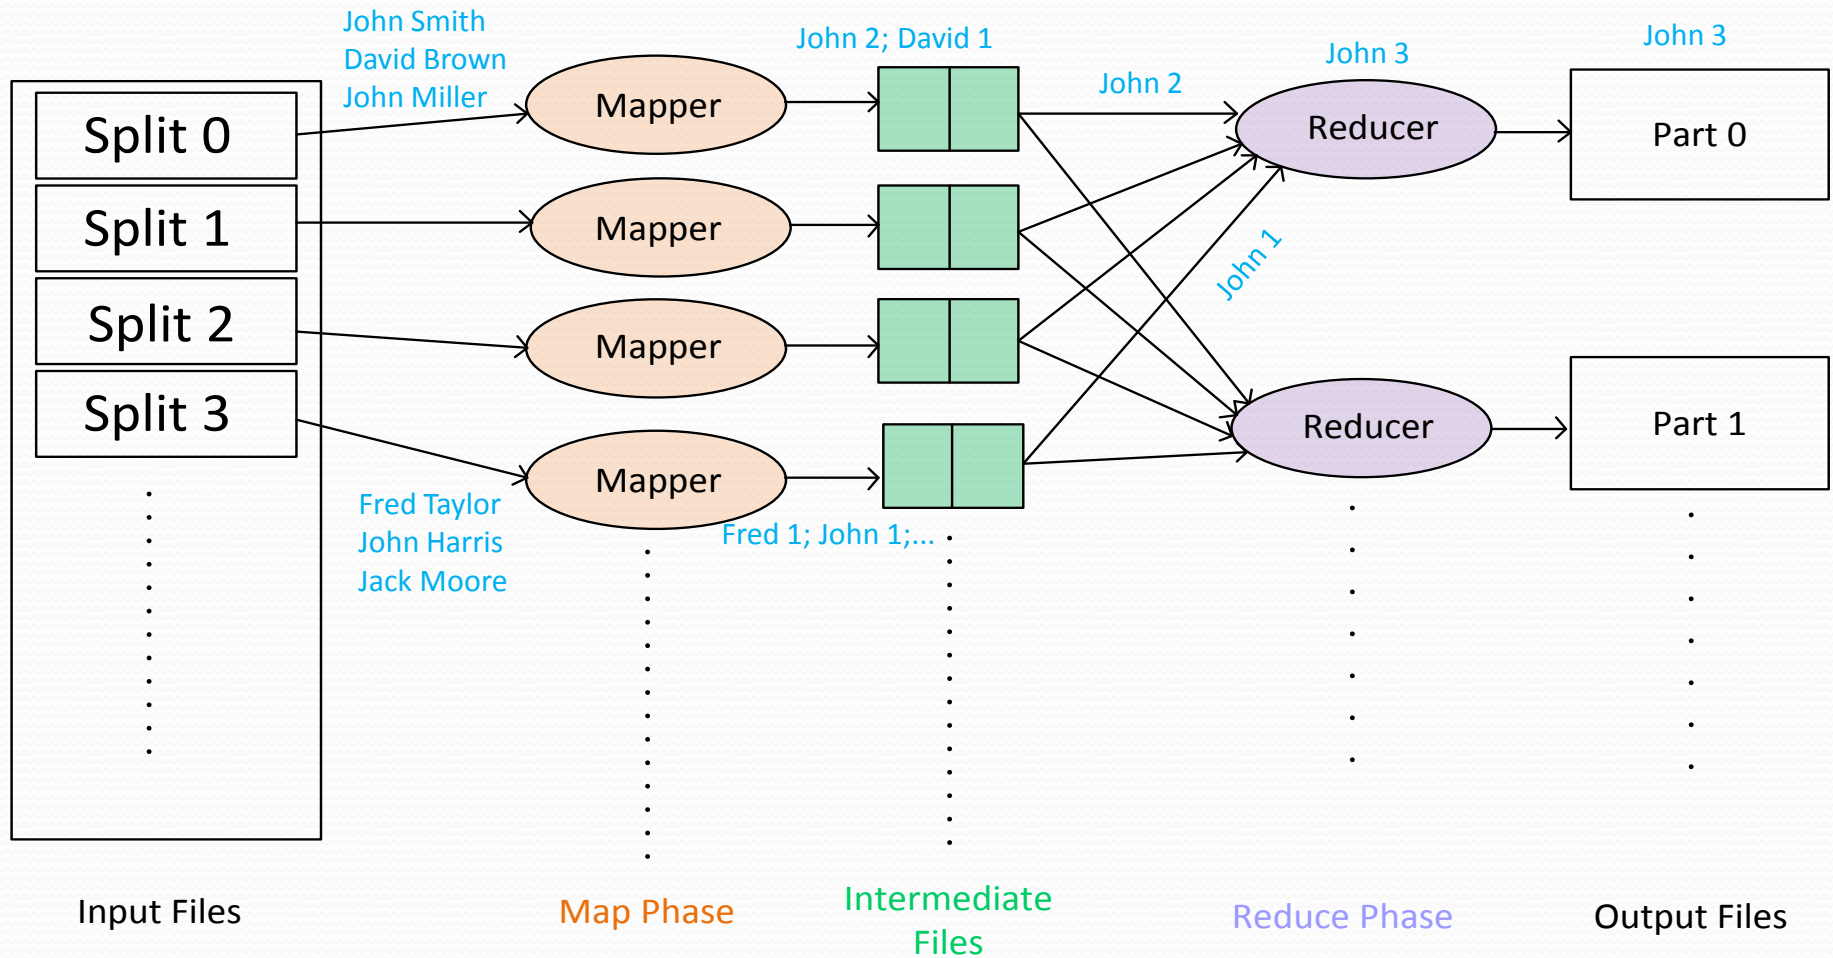 John Smith
David Brown
John Miller
John 2; David 1
John 2
John 3
John 3
Split 0
Mapper
Reducer
Part 0
Split 1
Mapper
John 1
Split 2
Mapper
Split 3
Mapper
Reducer
Part 1
Fred Taylor
John Harris
Jack Moore
Fred 1; John 1;...
Input Files
Map Phase
Intermediate
Files
Reduce Phase
Output Files